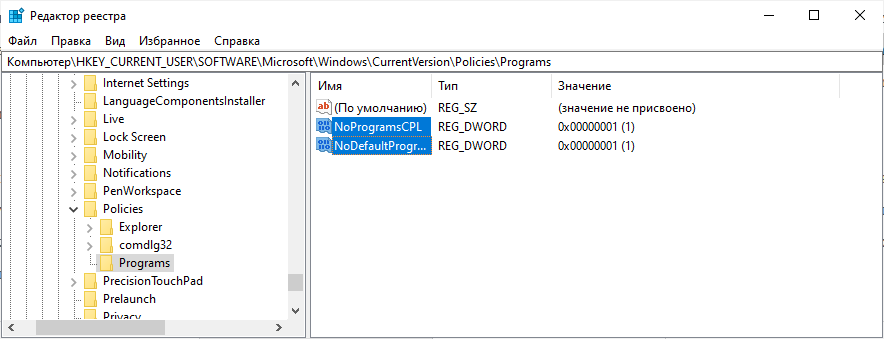 Редактор реестра
Файл Правка Вид Избранное Справка
Компьютер\HKEY_CURRENT_USER\SOFTWARE\Microsoft\Windows\CurrentVersion\Policies\Programs
Имя Тип Значение
Internet Settings
LanguageComponentsInstaller
Live
Lock Screen
Mobility
Notifications
PenWorkspace
Policies
Explorer
comdlg32
Programs
PrecisionTouchPad
Prelaunch
Privacy
ab (По умолчанию) REG_SZ (значение не присвоено)
NoProgramsCPL REG_DWORD 0x00000001 (1)
NoDefaultProgr... REG_DWORD 0x00000001 (1)